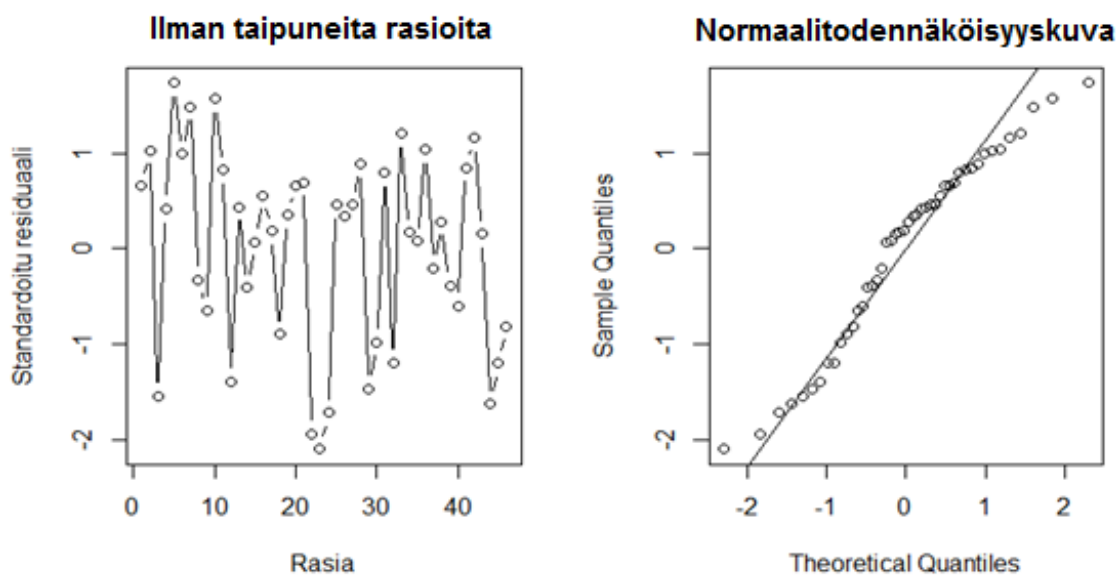 Ilman taipuneita rasioita
Standardoitu residuaali
1
0
-1
-2
0 10 20 30 40
Rasia
Normaalitodennäköisyyskuva
Sample Quantiles
1
0
-1
-2
-2 -1 0 1 2
Theoretical Quantiles